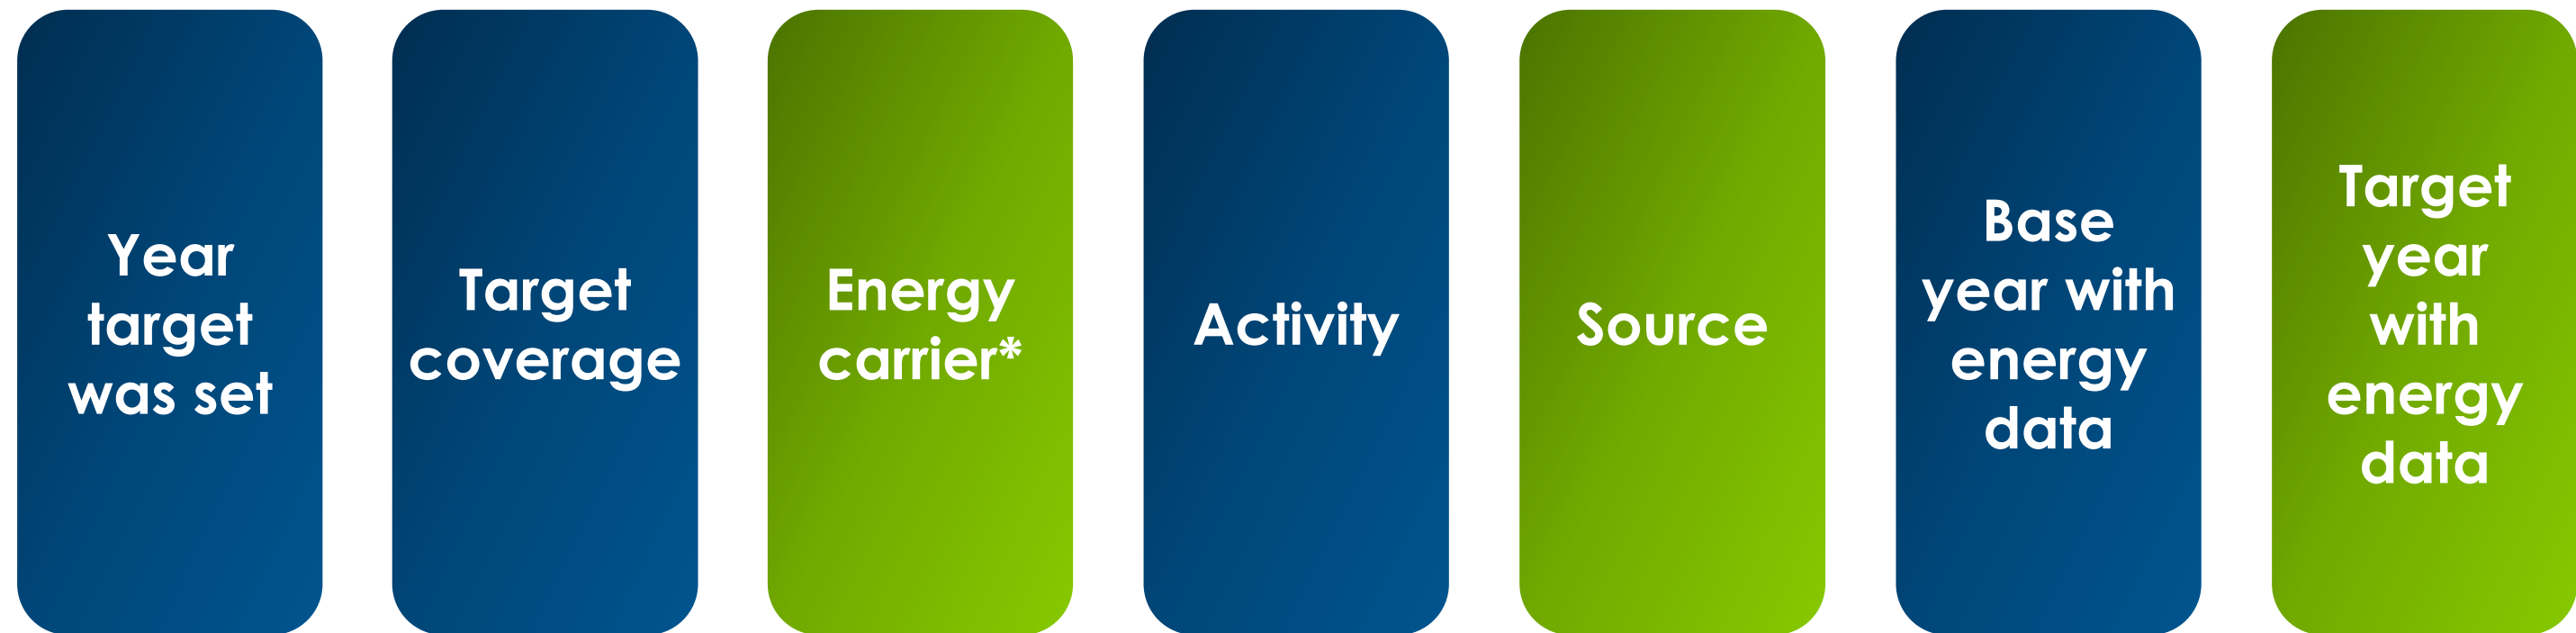 Year
target
was set
Target
coverage
Energy
carrier*
Activity
Source
Base
year with
energy
data
Target
year
with
energy
data